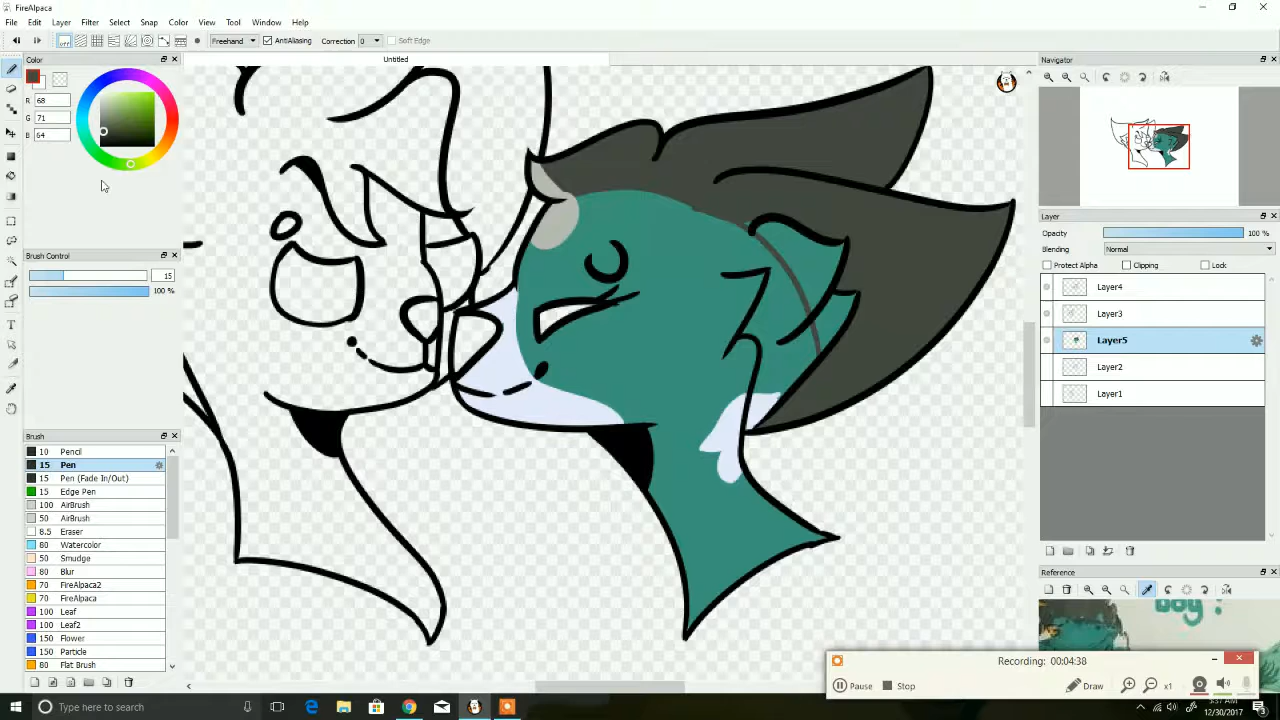 FireAlpaca
File Edit Layer Filter Select Snap Color View Tool Window Help
OFF Freehand AntiAliasing Correction 0 Soft Edge
Color
Untitled
Navigator
R 68
G 71
B 64
Layer
Opacity 100 %
Blending Normal
Protect Alpha Clipping Lock
Layer4
Layer3
Layer5
Layer2
Layer1
Brush Control
15
100 %
Brush
10 Pencil
15 Pen
15 Pen (Fade In/Out)
15 Edge Pen
100 AirBrush
50 AirBrush
8.5 Eraser
80 Watercolor
50 Smudge
80 Blur
70 FireAlpaca2
70 FireAlpaca
100 Leaf
100 Leaf2
150 Flower
150 Particle
80 Flat Brush
Reference
boy!
Recording: 00:04:38
Pause Stop Draw x1
Type here to search
5:57 AM
12/30/2017